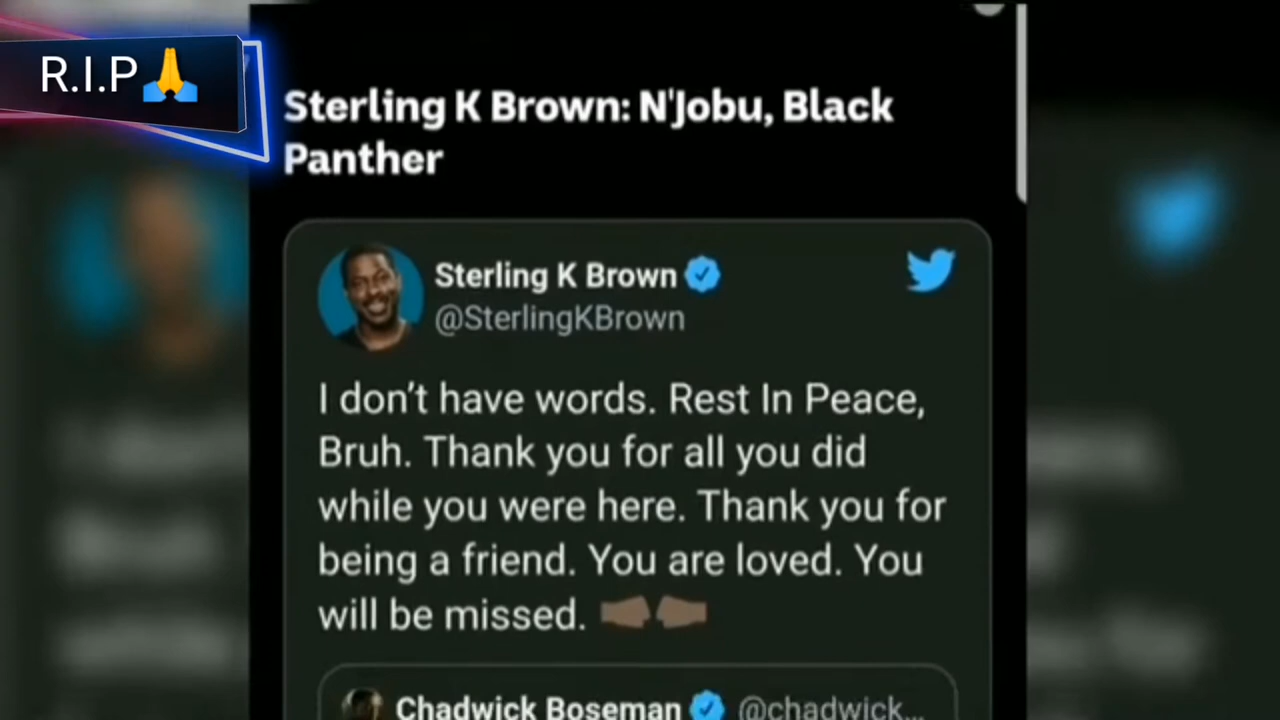 R.I.P🙏
Sterling K Brown: N'Jobu, Black
Panther
Sterling K Brown
@SterlingKBrown
I don’t have words. Rest In Peace,
Bruh. Thank you for all you did
while you were here. Thank you for
being a friend. You are loved. You
will be missed. 🤜🏾🤛🏾
Chadwick Boseman @chadwick...